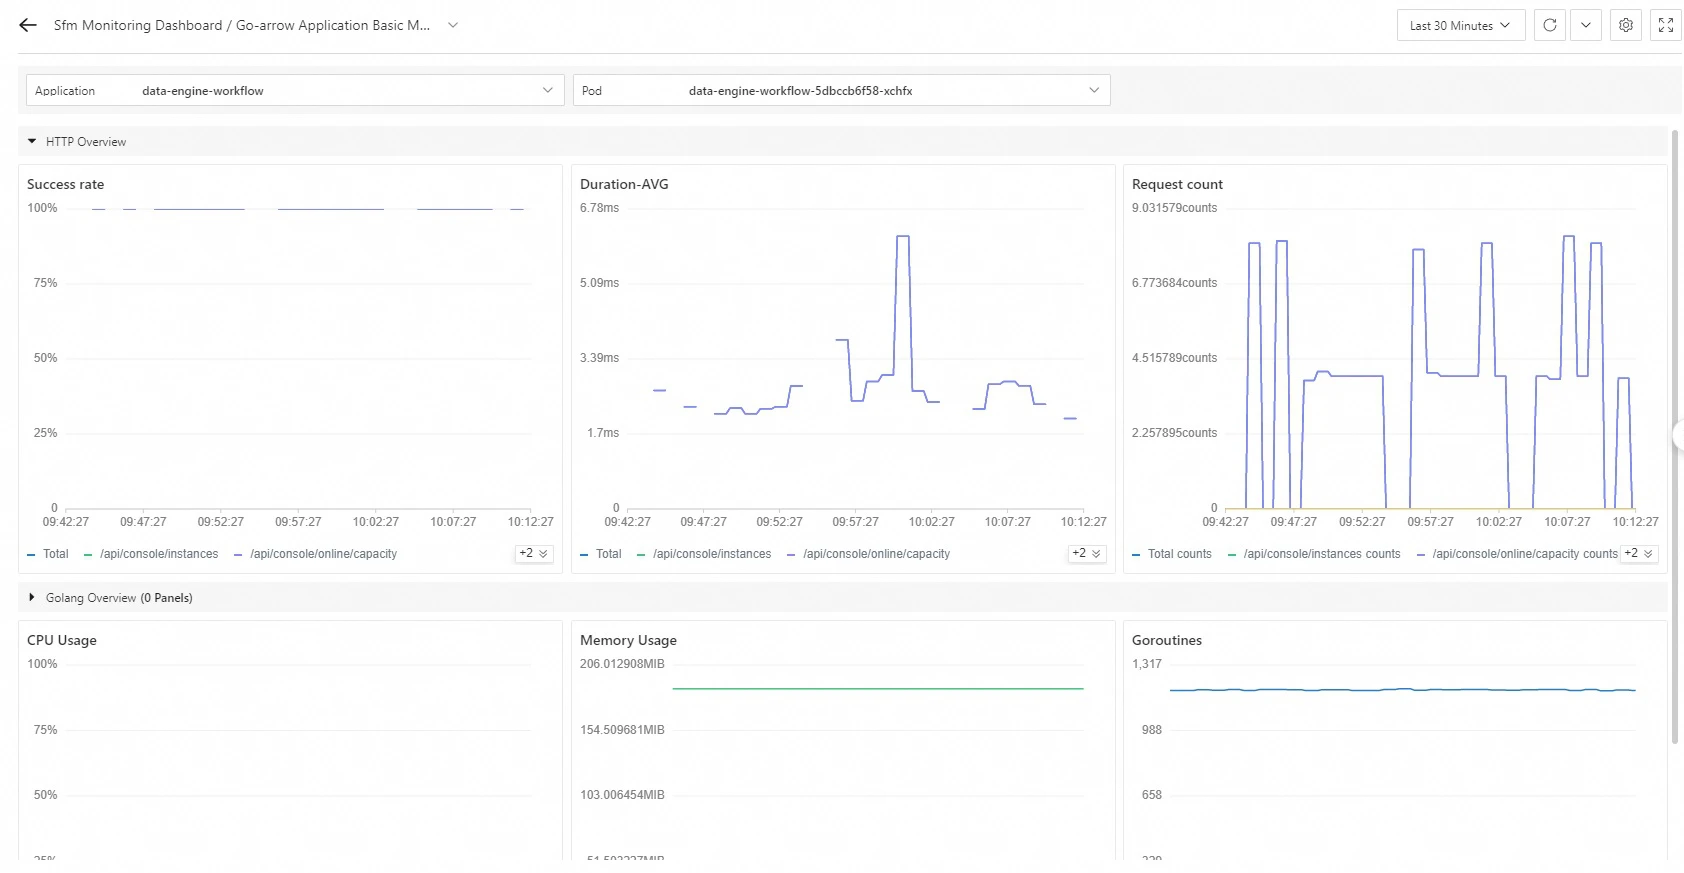 Sfm Monitoring Dashboard / Go-arrow Application Basic M...
Last 30 Minutes
Application data-engine-workflow
Pod data-engine-workflow-5dbccb6f58-xchfx
HTTP Overview
Success rate
100%
75%
50%
25%
0
09:42:27 09:47:27 09:52:27 09:57:27 10:02:27 10:07:27 10:12:27
Total /api/console/instances /api/console/online/capacity +2
Duration-AVG
6.78ms
5.09ms
3.39ms
1.7ms
0
09:42:27 09:47:27 09:52:27 09:57:27 10:02:27 10:07:27 10:12:27
Total /api/console/instances /api/console/online/capacity +2
Request count
9.031579counts
6.773684counts
4.515789counts
2.257895counts
0
09:42:27 09:47:27 09:52:27 09:57:27 10:02:27 10:07:27 10:12:27
Total counts /api/console/instances counts /api/console/online/capacity counts +2
Golang Overview (0 Panels)
CPU Usage
100%
75%
50%
Memory Usage
206.012908MIB
154.509681MIB
103.006454MIB
Goroutines
1,317
988
658